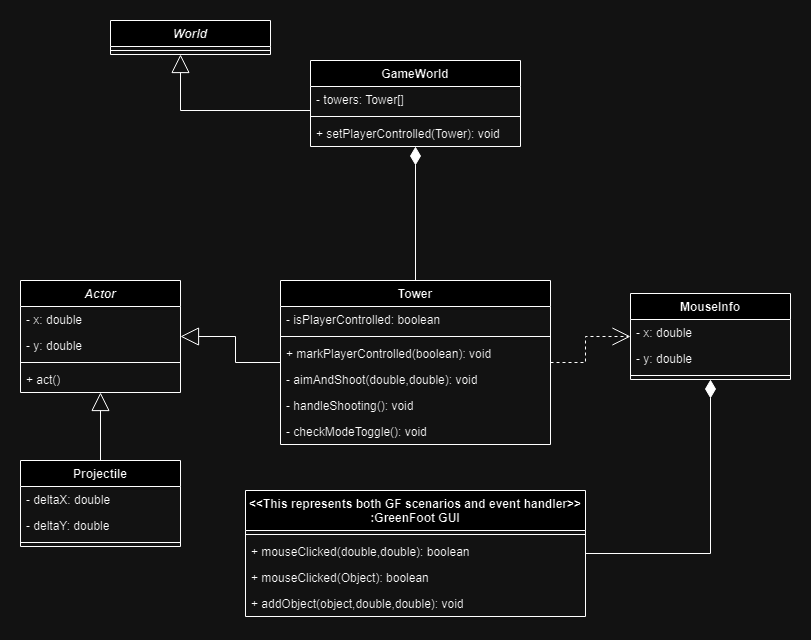 World
GameWorld
- towers: Tower[]
+ setPlayerControlled(Tower): void
Actor
- x: double
- y: double
+ act()
Tower
- isPlayerControlled: boolean
+ markPlayerControlled(boolean): void
- aimAndShoot(double,double): void
- handleShooting(): void
- checkModeToggle(): void
MouseInfo
- x: double
- y: double
Projectile
- deltaX: double
- deltaY: double
<<This represents both GF scenarios and event handler>>
:GreenFoot GUI
+ mouseClicked(double,double): boolean
+ mouseClicked(Object): boolean
+ addObject(object,double,double): void